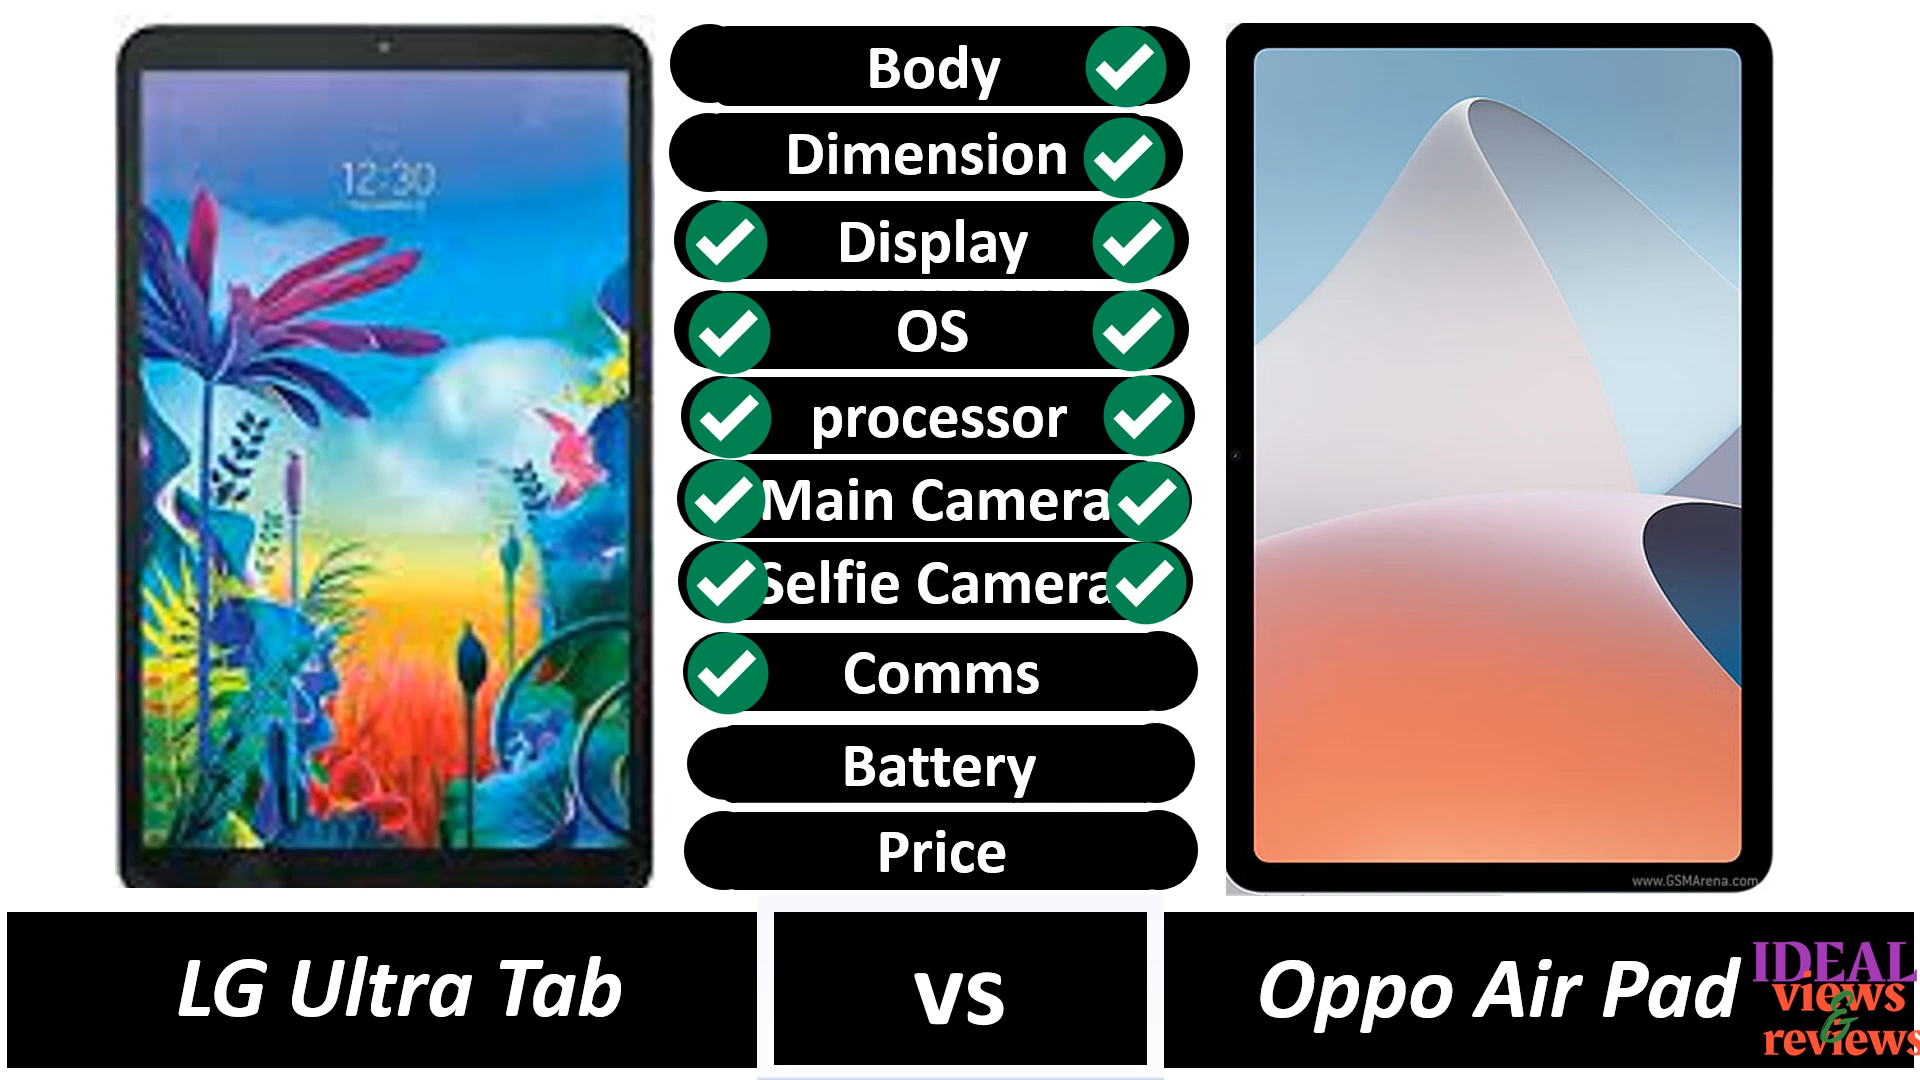 12:30
Body
Dimension
Display
OS
processor
Main Camera
Selfie Camera
Comms
Battery
Price
www.GSMArena.com
LG Ultra Tab
vs
Oppo Air Pad
IDEAL
views
&
reviews